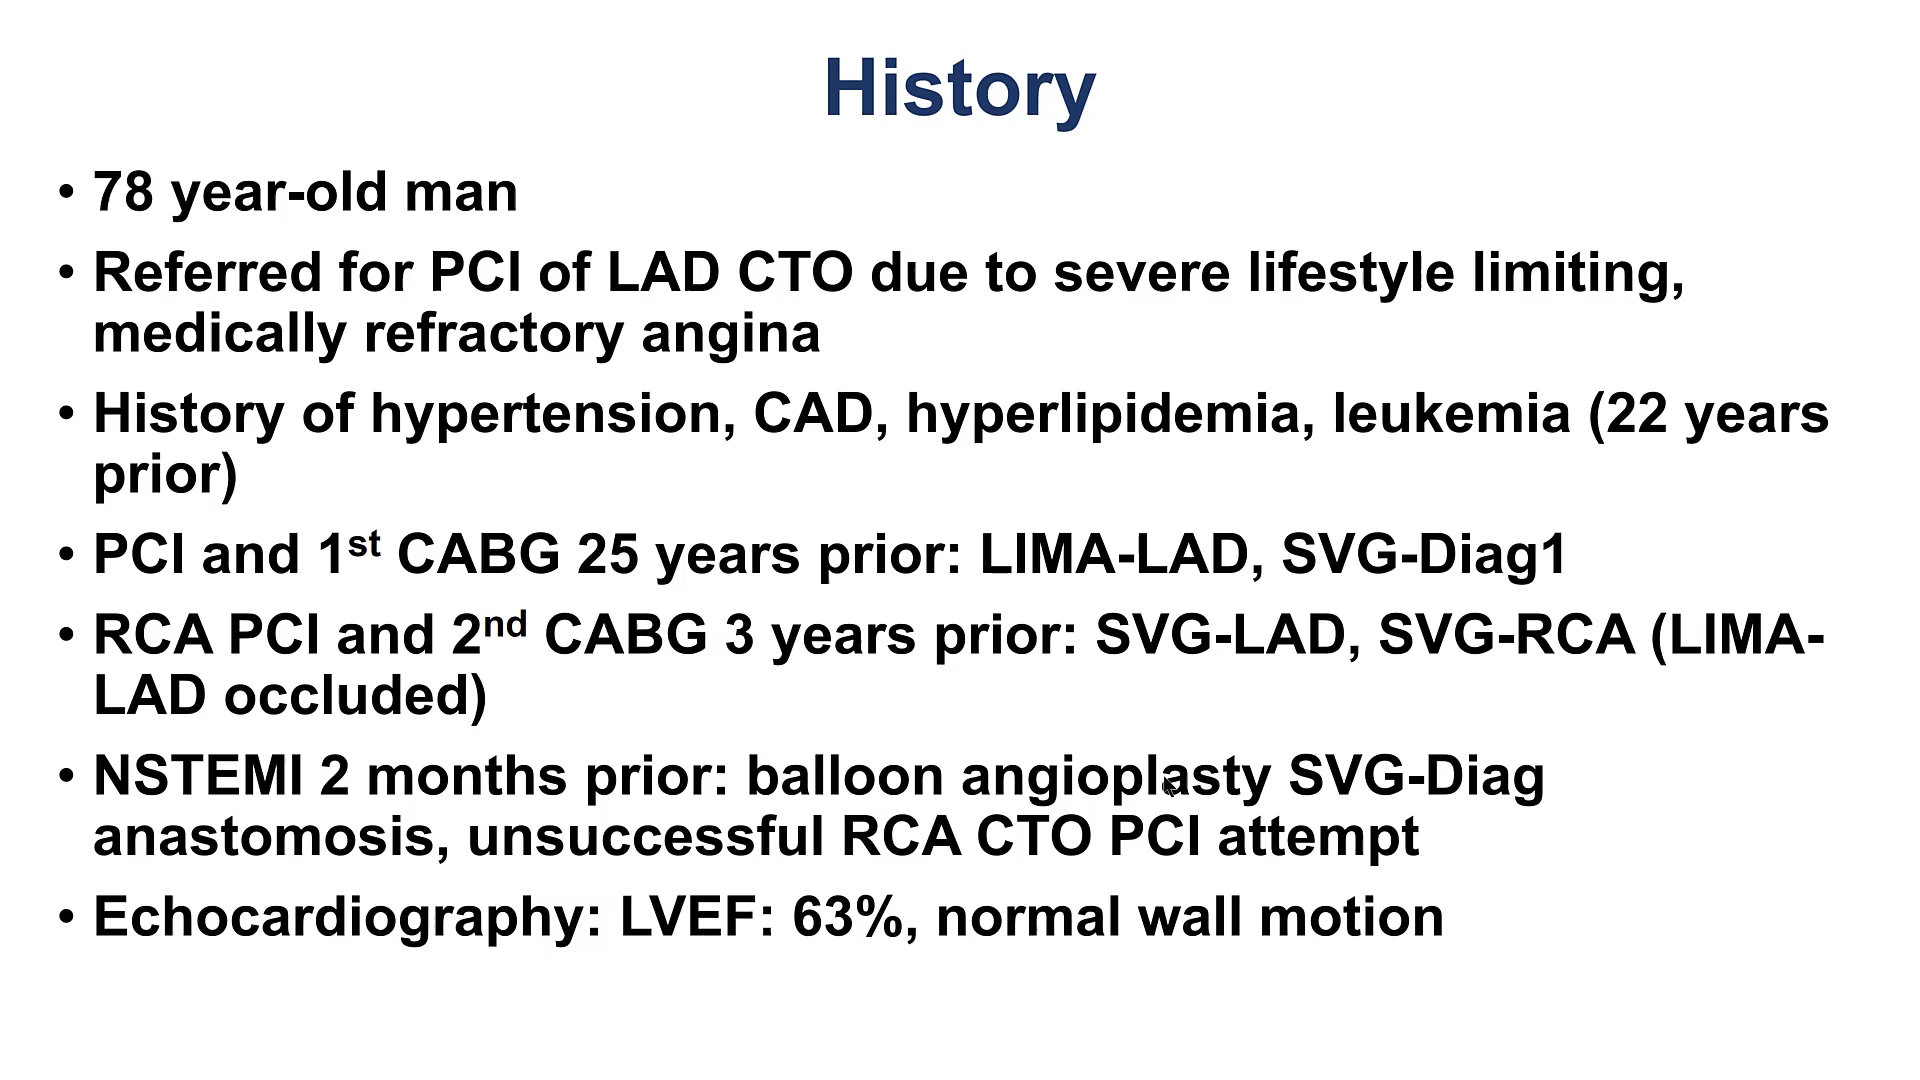 History
• 78 year-old man
• Referred for PCI of LAD CTO due to severe lifestyle limiting,
medically refractory angina
• History of hypertension, CAD, hyperlipidemia, leukemia (22 years
prior)
• PCI and 1st CABG 25 years prior: LIMA-LAD, SVG-Diag1
• RCA PCI and 2nd CABG 3 years prior: SVG-LAD, SVG-RCA (LIMA-
LAD occluded)
• NSTEMI 2 months prior: balloon angioplasty SVG-Diag
anastomosis, unsuccessful RCA CTO PCI attempt
• Echocardiography: LVEF: 63%, normal wall motion